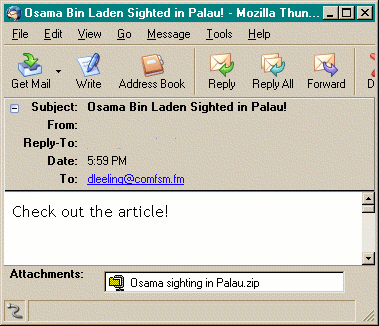 Osama Bin Laden Sighted in Palau! - Mozilla Thun...
File Edit View Go Message Tools Help
Get Mail Write Address Book Reply Reply All Forward D
Subject: Osama Bin Laden Sighted in Palau!
From:
Reply-To:
Date: 5:59 PM
To: dleeling@comfsm.fm
Check out the article!
Attachments: Osama sighting in Palau.zip